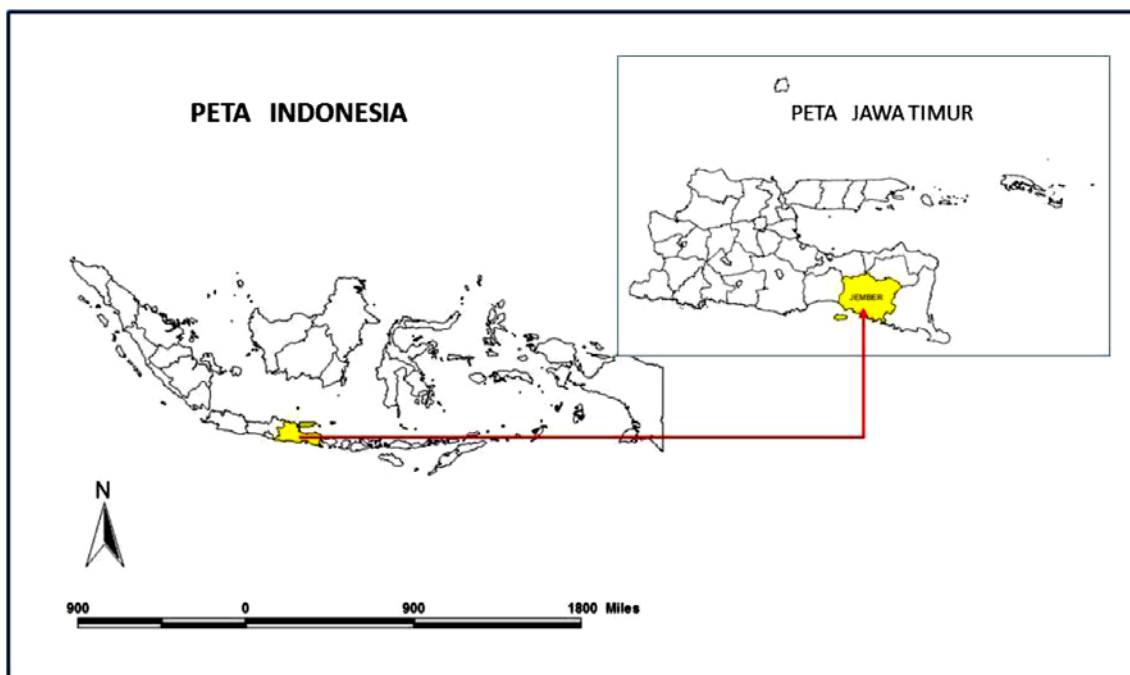 PETA INDONESIA
PETA JAWA TIMUR
JEMBER
N
900 0 900 1800 Miles